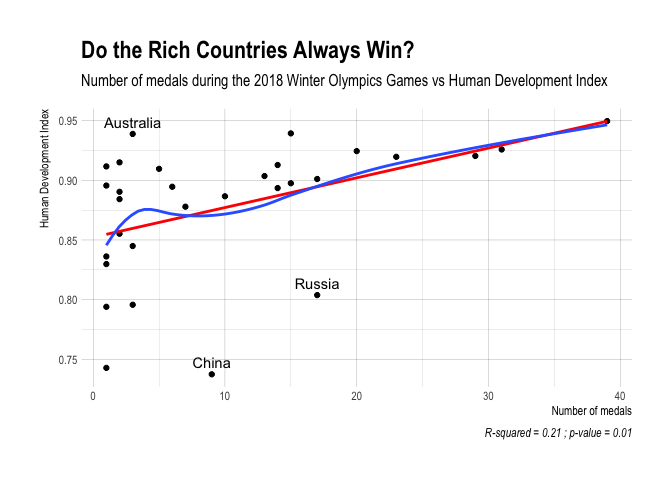 Do the Rich Countries Always Win?
Number of medals during the 2018 Winter Olympics Games vs Human Development Index
Human Development Index
0.95
0.90
0.85
0.80
0.75
Australia
Russia
China
0
10
20
30
40
Number of medals
R-squared = 0.21 ; p-value = 0.01